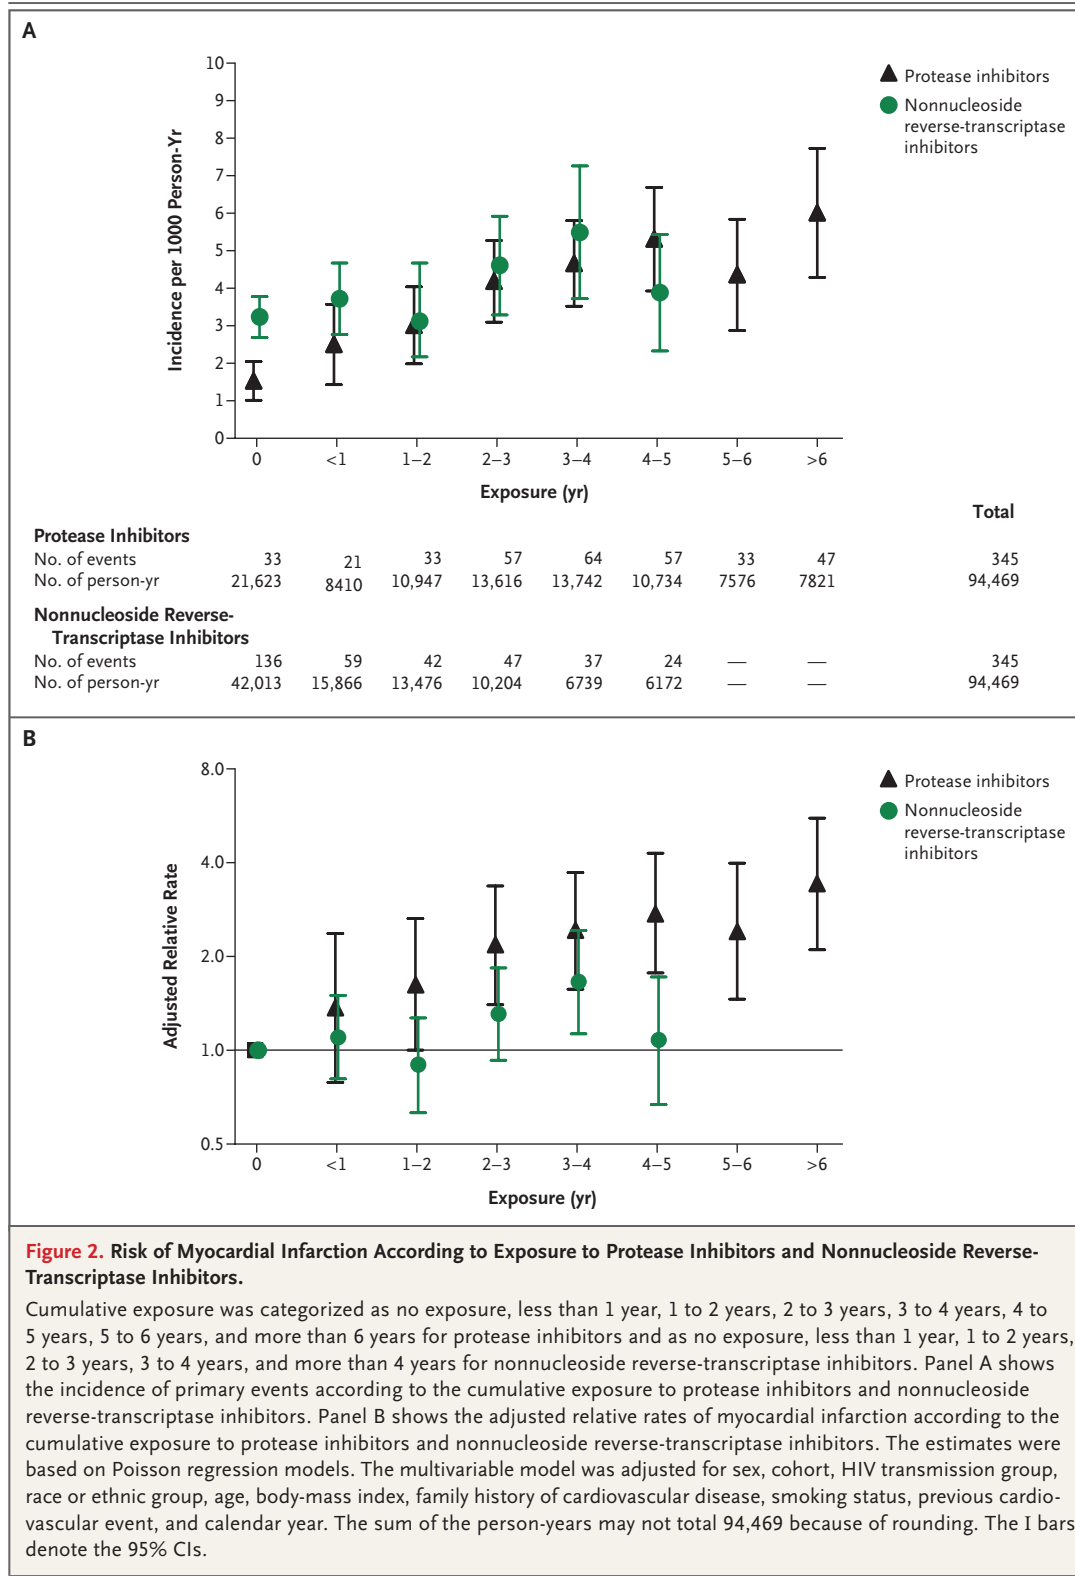 A
10
9
8
7
6
5
4
3
2
1
0
Incidence per 1000 Person-Yr
Protease inhibitors
Nonnucleoside
reverse-transcriptase
inhibitors
0 <1 1–2 2–3 3–4 4–5 5–6 >6
Exposure (yr)
Total
Protease Inhibitors
No. of events 33 21 33 57 64 57 33 47 345
No. of person-yr 21,623 8410 10,947 13,616 13,742 10,734 7576 7821 94,469
Nonnucleoside Reverse-
Transcriptase Inhibitors
No. of events 136 59 42 47 37 24 — — 345
No. of person-yr 42,013 15,866 13,476 10,204 6739 6172 — — 94,469
B
8.0
4.0
2.0
1.0
0.5
Adjusted Relative Rate
Protease inhibitors
Nonnucleoside
reverse-transcriptase
inhibitors
0 <1 1–2 2–3 3–4 4–5 5–6 >6
Exposure (yr)
Figure 2. Risk of Myocardial Infarction According to Exposure to Protease Inhibitors and Nonnucleoside Reverse-
Transcriptase Inhibitors.
Cumulative exposure was categorized as no exposure, less than 1 year, 1 to 2 years, 2 to 3 years, 3 to 4 years, 4 to
5 years, 5 to 6 years, and more than 6 years for protease inhibitors and as no exposure, less than 1 year, 1 to 2 years,
2 to 3 years, 3 to 4 years, and more than 4 years for nonnucleoside reverse-transcriptase inhibitors. Panel A shows
the incidence of primary events according to the cumulative exposure to protease inhibitors and nonnucleoside
reverse-transcriptase inhibitors. Panel B shows the adjusted relative rates of myocardial infarction according to the
cumulative exposure to protease inhibitors and nonnucleoside reverse-transcriptase inhibitors. The estimates were
based on Poisson regression models. The multivariable model was adjusted for sex, cohort, HIV transmission group,
race or ethnic group, age, body-mass index, family history of cardiovascular disease, smoking status, previous cardio-
vascular event, and calendar year. The sum of the person-years may not total 94,469 because of rounding. The I bars
denote the 95% CIs.